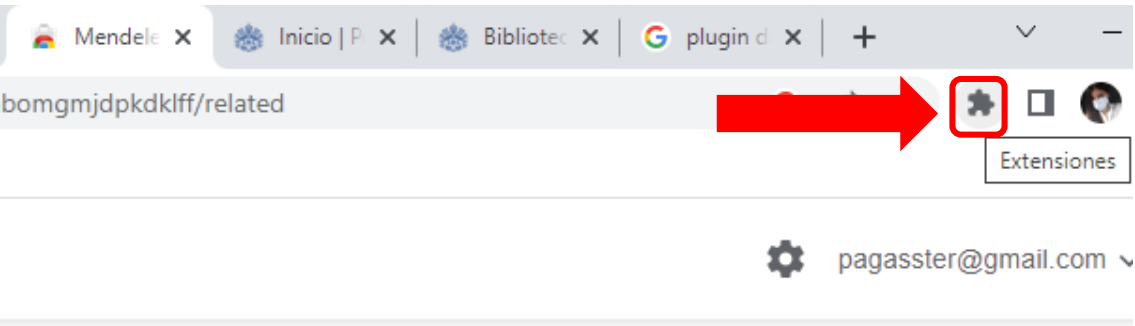 Mendele Inicio | P Bibliotec plugin d
bomgmjdpkdklff/related
Extensiones
pagasster@gmail.com